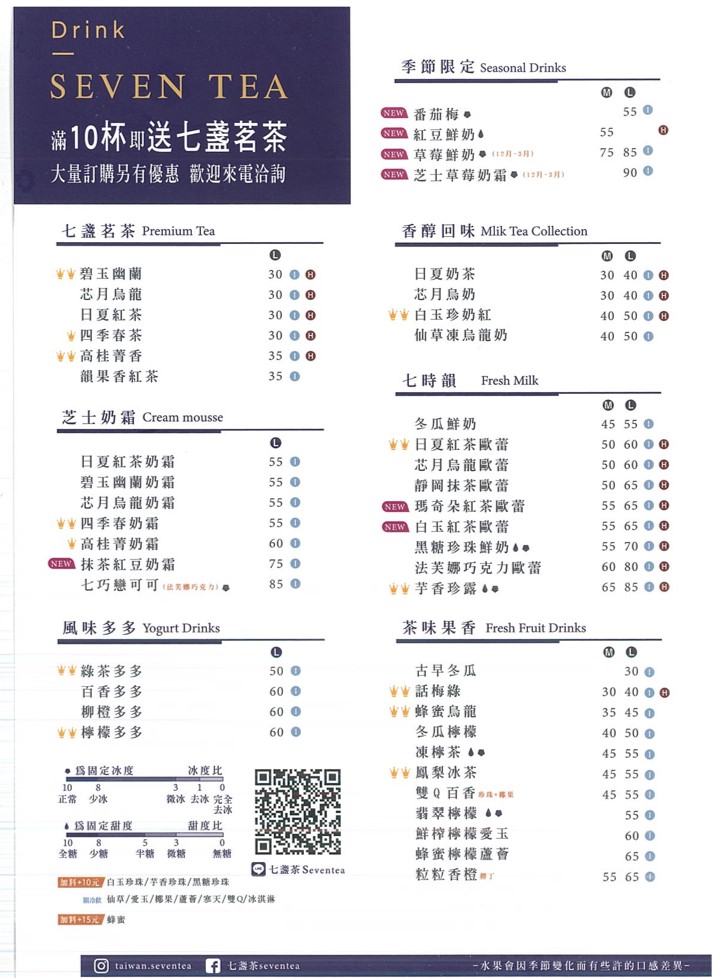 Drink
SEVEN TEA
滿10杯即送七盞茗茶
大量訂購另有優惠 歡迎來電洽詢
七盞茗茶 Premium Tea
L
碧玉幽蘭 30 I H
芯月烏龍 30 I H
日夏紅茶 30 I H
四季春茶 30 I H
高桂菁香 35 I H
韻果香紅茶 35 I
芝士奶霜 Cream mousse
L
日夏紅茶奶霜 55 I
碧玉幽蘭奶霜 55 I
芯月烏龍奶霜 55 I
四季春奶霜 55 I
高桂菁奶霜 60 I
NEW 抹茶紅豆奶霜 75 I
七巧戀可可(法芙娜巧克力) 85 I
風味多多 Yogurt Drinks
L
綠茶多多 50 I
百香多多 60 I
柳橙多多 60 I
檸檬多多 60 I
為固定冰度 冰度比
10 8 3 1 0
正常 少冰 微冰 去冰 完全去冰
為固定甜度 甜度比
10 8 5 3 0
全糖 少糖 半糖 微糖 無糖
LINE 七盞茶Seventea
加料+10元 白玉珍珠/芋香珍珠/黑糖珍珠
限冷飲 仙草/愛玉/椰果/蘆薈/寒天/雙Q/冰淇淋
加料+15元 蜂蜜
季節限定 Seasonal Drinks
M L
NEW 番茄梅 55 I
NEW 紅豆鮮奶 55 H
NEW 草莓鮮奶 (12月-3月) 75 85 I
NEW 芝士草莓奶霜 (12月-3月) 90 I
香醇回味 Mlik Tea Collection
M L
日夏奶茶 30 40 I H
芯月烏奶 30 40 I H
白玉珍奶紅 40 50 I H
仙草凍烏龍奶 40 50 I
七時韻 Fresh Milk
M L
冬瓜鮮奶 45 55 I
日夏紅茶歐蕾 50 60 I H
芯月烏龍歐蕾 50 60 I H
靜岡抹茶歐蕾 50 65 I H
NEW 瑪奇朵紅茶歐蕾 55 65 I H
NEW 白玉紅茶歐蕾 55 65 I H
黑糖珍珠鮮奶 55 70 I H
法芙娜巧克力歐蕾 60 80 I H
芋香珍露 65 85 I H
茶味果香 Fresh Fruit Drinks
M L
古早冬瓜 30 I
話梅綠 30 40 I H
蜂蜜烏龍 35 45 I
冬瓜檸檬 40 50 I
凍檸茶 45 55 I
鳳梨冰茶 45 55 I
雙Q百香 珍珠+椰果 45 55 I
翡翠檸檬 55 I
鮮榨檸檬愛玉 60 I
蜂蜜檸檬蘆薈 65 I
粒粒香橙 55 65 I
taiwan.seventea 七盞茶seventea -水果會因季節變化而有些許的口感差異-